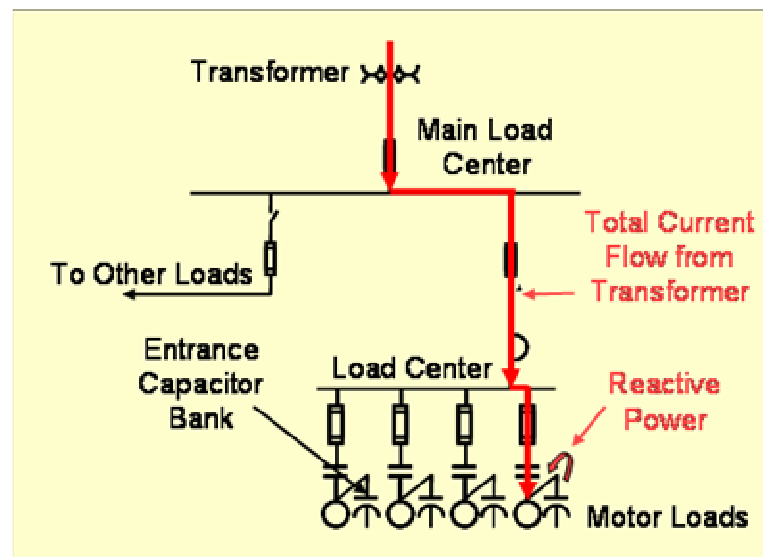 Transformer
Main Load
Center
Total Current
Flow from
Transformer
To Other Loads
Entrance
Capacitor
Bank
Load Center
Reactive
Power
Motor Loads